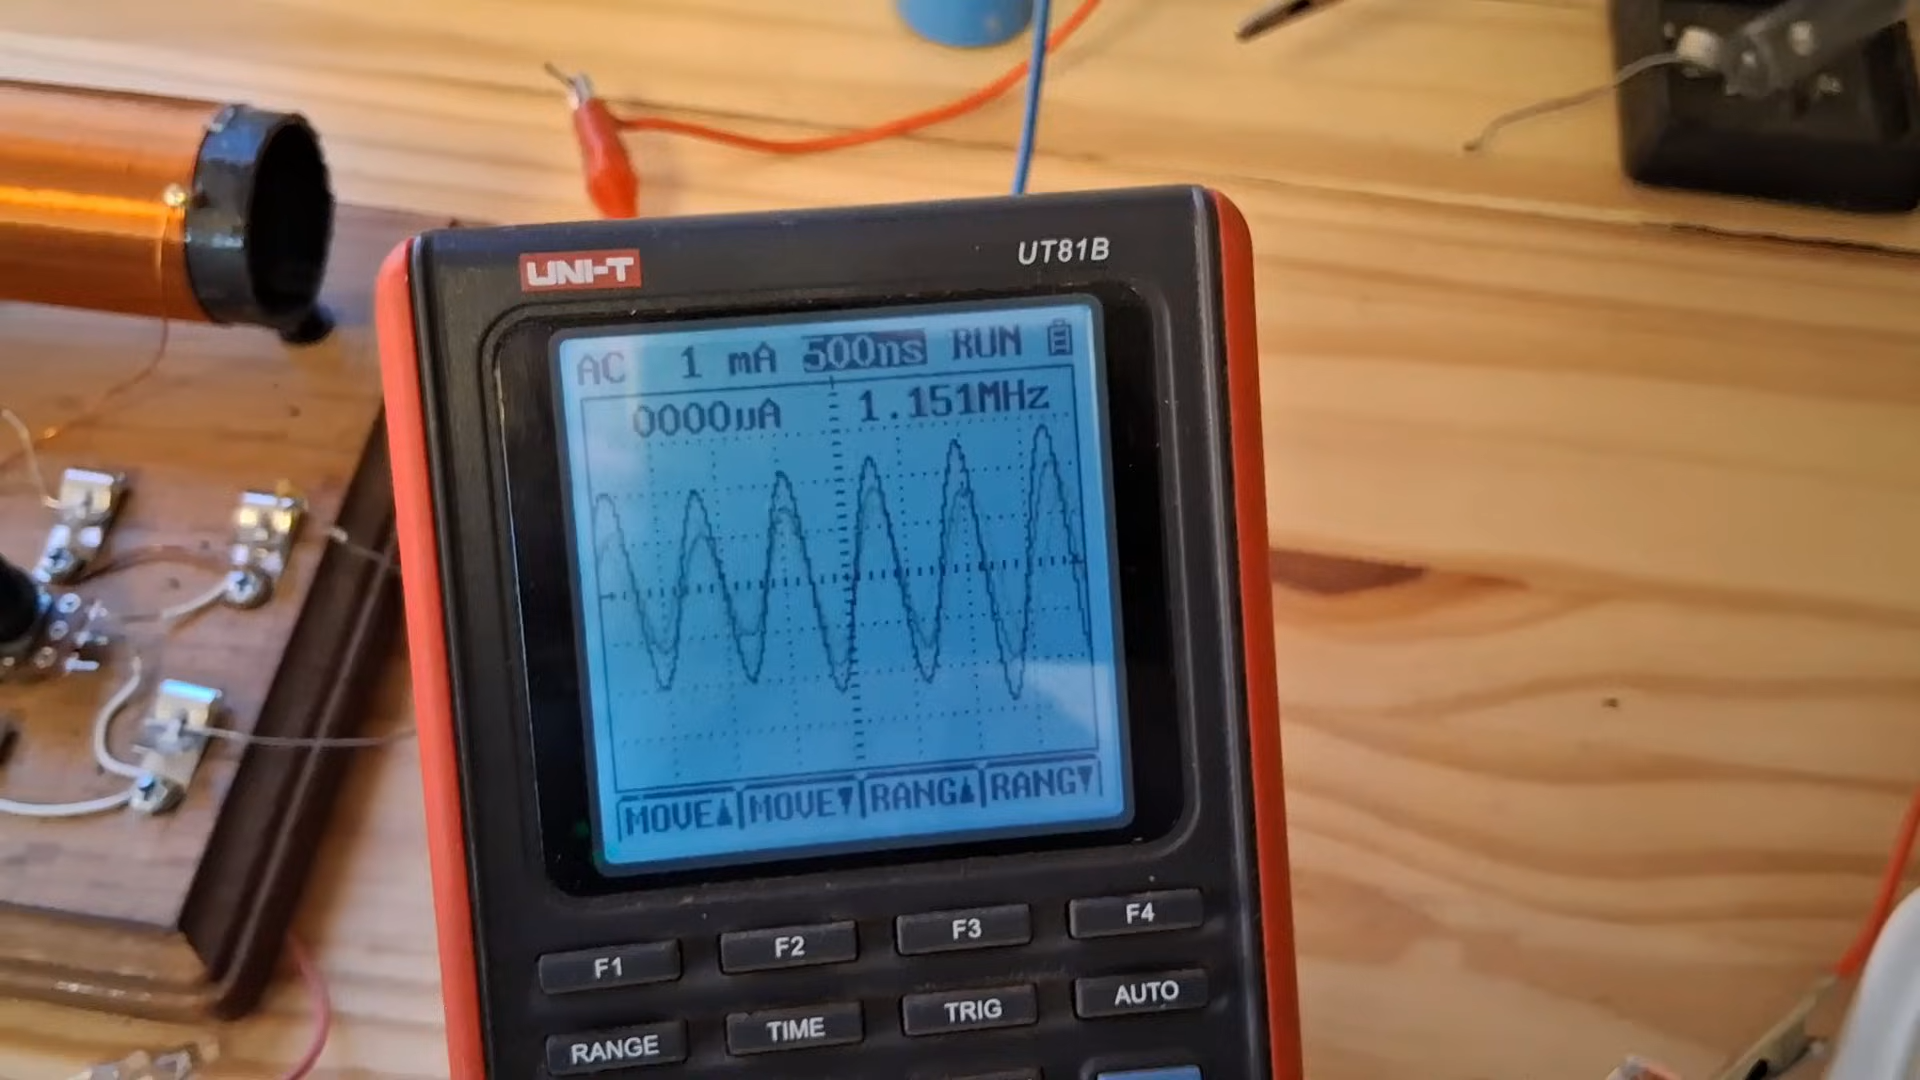 UNI-T UT81B
AC 1 mA 500ns RUN
0000uA 1.151MHz
MOVE▲ MOVE▼ RANG▲ RANG▼
F1 F2 F3 F4
RANGE TIME TRIG AUTO